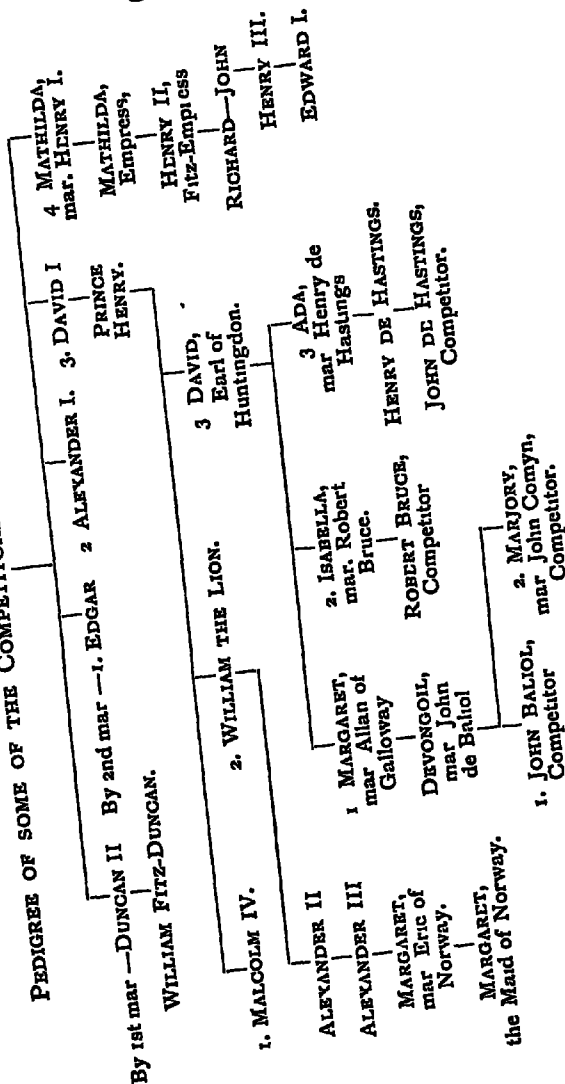 PEDIGREE OF SOME OF THE
By 1st mar —DUNCAN II By 2nd mar —1. EDGAR 2 ALEXANDER I. 3. DAVID I 4 MATHILDA,
mar. HENRY I.
WILLIAM FITZ-DUNCAN.
PRINCE
HENRY.
MATHILDA,
Empress,
HENRY II,
Fitz-Empress
RICHARD—JOHN
HENRY III.
EDWARD I.
1. MALCOLM IV. 2. WILLIAM THE LION. 3 DAVID,
Earl of
Huntingdon.
ALEXANDER II
ALEXANDER III
MARGARET,
mar Eric of
Norway.
MARGARET,
the Maid of Norway.
1 MARGARET,
mar Allan of
Galloway
DEVONGOIL,
mar John
de Baliol
2. ISABELLA,
mar. Robert
Bruce.
ROBERT BRUCE,
Competitor
3 ADA,
mar Henry de
Hastings
HENRY DE HASTINGS.
JOHN DE HASTINGS,
Competitor.
1. JOHN BALIOL,
Competitor
2. MARJORY,
mar John Comyn,
Competitor.